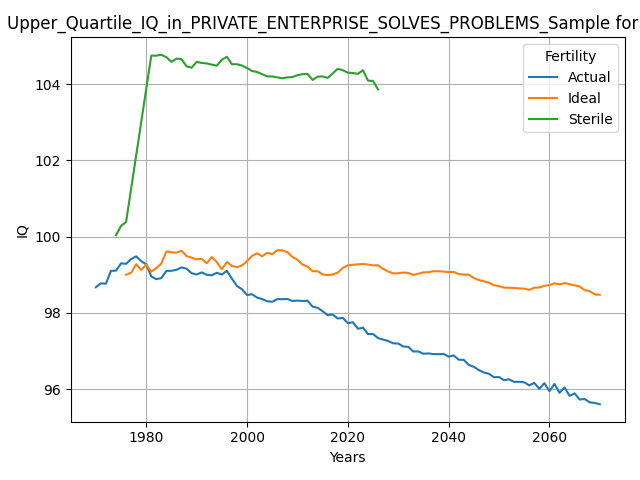 Upper_Quartile_IQ_in_PRIVATE_ENTERPRISE_SOLVES_PROBLEMS_Sample for
Fertility
Actual
Ideal
Sterile
104
102
100
98
96
IQ
1980
2000
2020
2040
2060
Years